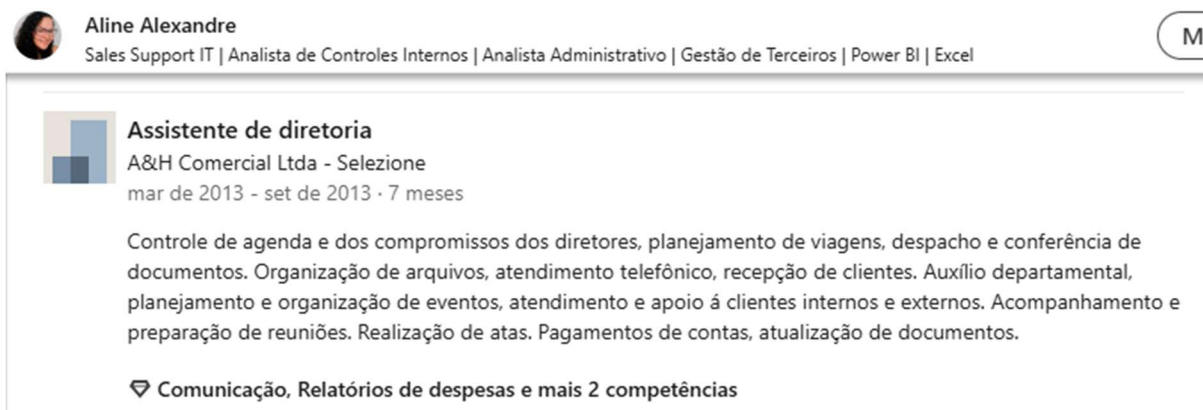 Aline Alexandre
Sales Support IT | Analista de Controles Internos | Analista Administrativo | Gestão de Terceiros | Power BI | Excel
M
Assistente de diretoria
A&H Comercial Ltda - Selezione
mar de 2013 - set de 2013 · 7 meses
Controle de agenda e dos compromissos dos diretores, planejamento de viagens, despacho e conferência de
documentos. Organização de arquivos, atendimento telefônico, recepção de clientes. Auxílio departamental,
planejamento e organização de eventos, atendimento e apoio á clientes internos e externos. Acompanhamento e
preparação de reuniões. Realização de atas. Pagamentos de contas, atualização de documentos.
Comunicação, Relatórios de despesas e mais 2 competências